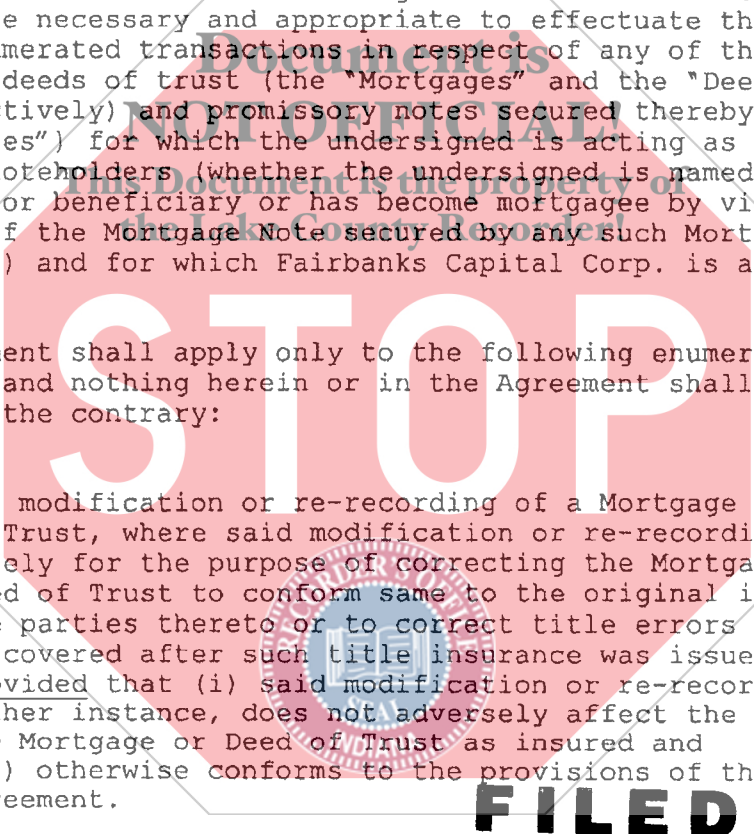 e necessary and appropriate to effectuate th
merated transactions in respect of any of th
deeds of trust (the "Mortgages" and the "Dee
tively) and promissory notes secured thereby
es") for which the undersigned is acting as
oteholders (whether the undersigned is named
or beneficiary or has become mortgagee by vi
f the Mortgage Note secured by any such Mort
) and for which Fairbanks Capital Corp. is a
Document is
NOT OFFICIAL!
This Document is the property of
the Lake County Recorder!
STOP
ent shall apply only to the following enumer
and nothing herein or in the Agreement shall
the contrary:
modification or re-recording of a Mortgage
Trust, where said modification or re-recordi
ely for the purpose of correcting the Mortga
d of Trust to conform same to the original i
e parties thereto or to correct title errors
covered after such title insurance was issue
ovided that (i) said modification or re-recor
her instance, does not adversely affect the
e Mortgage or Deed of Trust as insured and
) otherwise conforms to the provisions of th
reement.
RECORDER'S OFFICE
SEAL
INDIANA
FILED